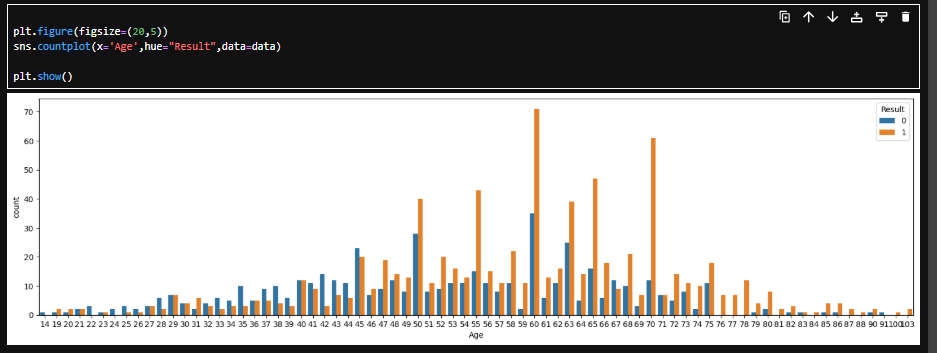 plt.figure(figsize=(20,5))
sns.countplot(x='Age',hue="Result",data=data)
plt.show()
Result
0
1
70
60
50
40
30
20
10
0
count
14 19 20 21 22 23 24 25 26 27 28 29 30 31 32 33 34 35 36 37 38 39 40 41 42 43 44 45 46 47 48 49 50 51 52 53 54 55 56 57 58 59 60 61 62 63 64 65 66 67 68 69 70 71 72 73 74 75 76 77 78 79 80 81 82 83 84 85 86 87 88 90 91100103
Age